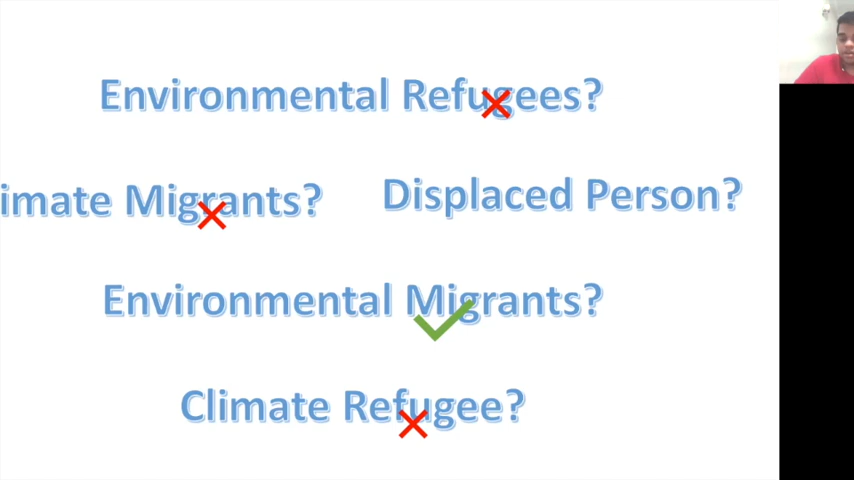 Environmental Refugees?
imate Migrants? Displaced Person?
Environmental Migrants?
Climate Refugee?